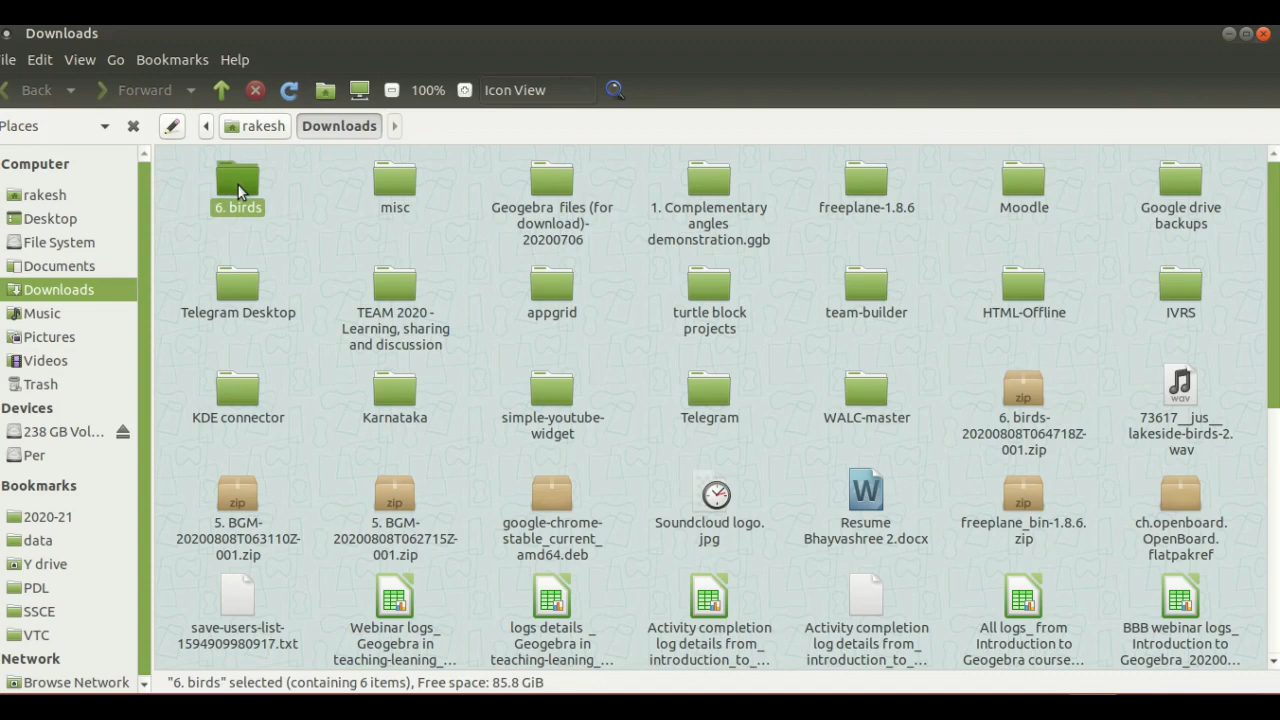 Downloads
ile Edit View Go Bookmarks Help
Back Forward 100% Icon View
Places rakesh Downloads
Computer
rakesh
Desktop
File System
Documents
Downloads
Music
Pictures
Videos
Trash
Devices
238 GB Vol...
Per
Bookmarks
2020-21
data
Y drive
PDL
SSCE
VTC
Network
Browse Network
6. birds
misc
Geogebra files (for
download)-
20200706
1. Complementary
angles
demonstration.ggb
freeplane-1.8.6
Moodle
Google drive
backups
Telegram Desktop
TEAM 2020 -
Learning, sharing
and discussion
appgrid
turtle block
projects
team-builder
HTML-Offline
IVRS
KDE connector
Karnataka
simple-youtube-
widget
Telegram
WALC-master
zip
6. birds-
20200808T064718Z-
001.zip
wav
73617__jus__
lakeside-birds-2.
wav
zip
5. BGM-
20200808T063110Z-
001.zip
zip
5. BGM-
20200808T062715Z-
001.zip
google-chrome-
stable_current_
amd64.deb
Soundcloud logo.
jpg
W
Resume
Bhayvashree 2.docx
zip
freeplane_bin-1.8.6.
zip
ch.openboard.
OpenBoard.
flatpakref
save-users-list-
1594909980917.txt
Webinar logs_
Geogebra in
teaching-leaning_...
logs details _
Geogebra in
teaching-leaning_...
Activity completion
log details from_
introduction_to_...
Activity completion
log details from_
introduction_to_...
All logs_ from
Introduction to
Geogebra course...
BBB webinar logs_
Introduction to
Geogebra_20200...
"6. birds" selected (containing 6 items), Free space: 85.8 GiB